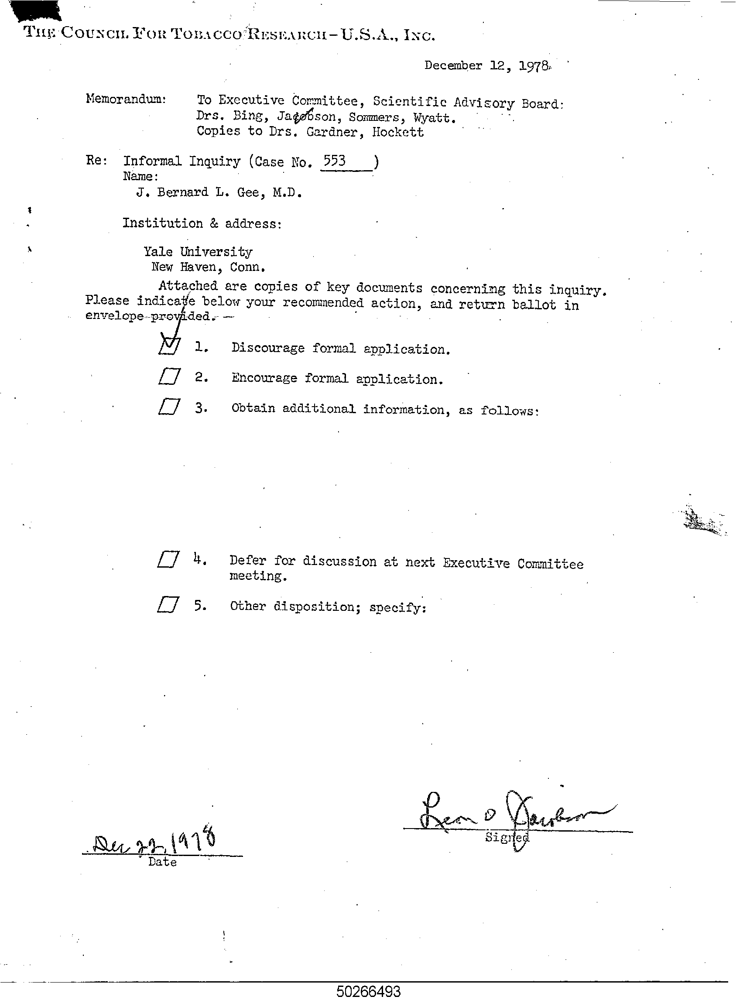 THE COUNCIL FOR TOBACCO RESEARCH-U.S.A., INC.
December 12, 1978
Memorandum: To Executive Committee, Scientific Advisory Board:
Drs. Bing, Jacobson, Sommers, Wyatt.
Copies to Drs. Gardner, Hockett
Re: Informal Inquiry (Case No. 553 )
Name:
J. Bernard L. Gee, M.D.
Institution & address:
Yale University
New Haven, Conn.
Attached are copies of key documents concerning this inquiry.
Please indicate below your recommended action, and return ballot in
envelope provided.
1. Discourage formal application.
2. Encourage formal application.
3. Obtain additional information, as follows:
4. Defer for discussion at next Executive Committee
meeting.
5. Other disposition; specify:
Leon O Jacobson
Signed
Dec 22, 1978
Date
50266493